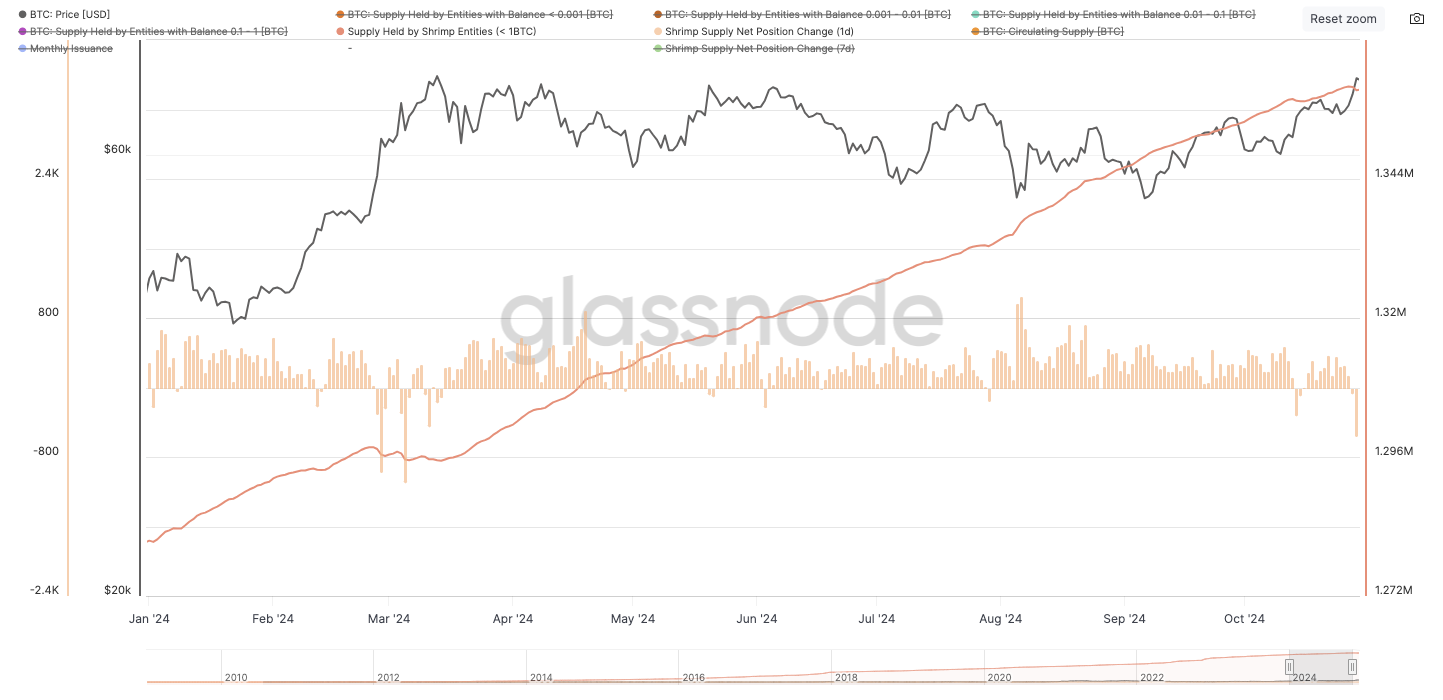 BTC: Price [USD]
BTC: Supply Held by Entities with Balance < 0.001 [BTC]
BTC: Supply Held by Entities with Balance 0.001 - 0.01 [BTC]
BTC: Supply Held by Entities with Balance 0.01 - 0.1 [BTC]
Reset zoom
BTC: Supply Held by Entities with Balance 0.1 - 1 [BTC]
Supply Held by Shrimp Entities (< 1BTC)
Shrimp Supply Net Position Change (1d)
BTC: Circulating Supply [BTC]
Monthly Issuance
-
Shrimp Supply Net Position Change (7d)
$60k
2.4K
1.344M
800
1.32M
glassnode
-800
1.296M
-2.4K
$20k
1.272M
Jan '24
Feb '24
Mar '24
Apr '24
May '24
Jun '24
Jul '24
Aug '24
Sep '24
Oct '24
2010
2012
2014
2016
2018
2020
2022
2024